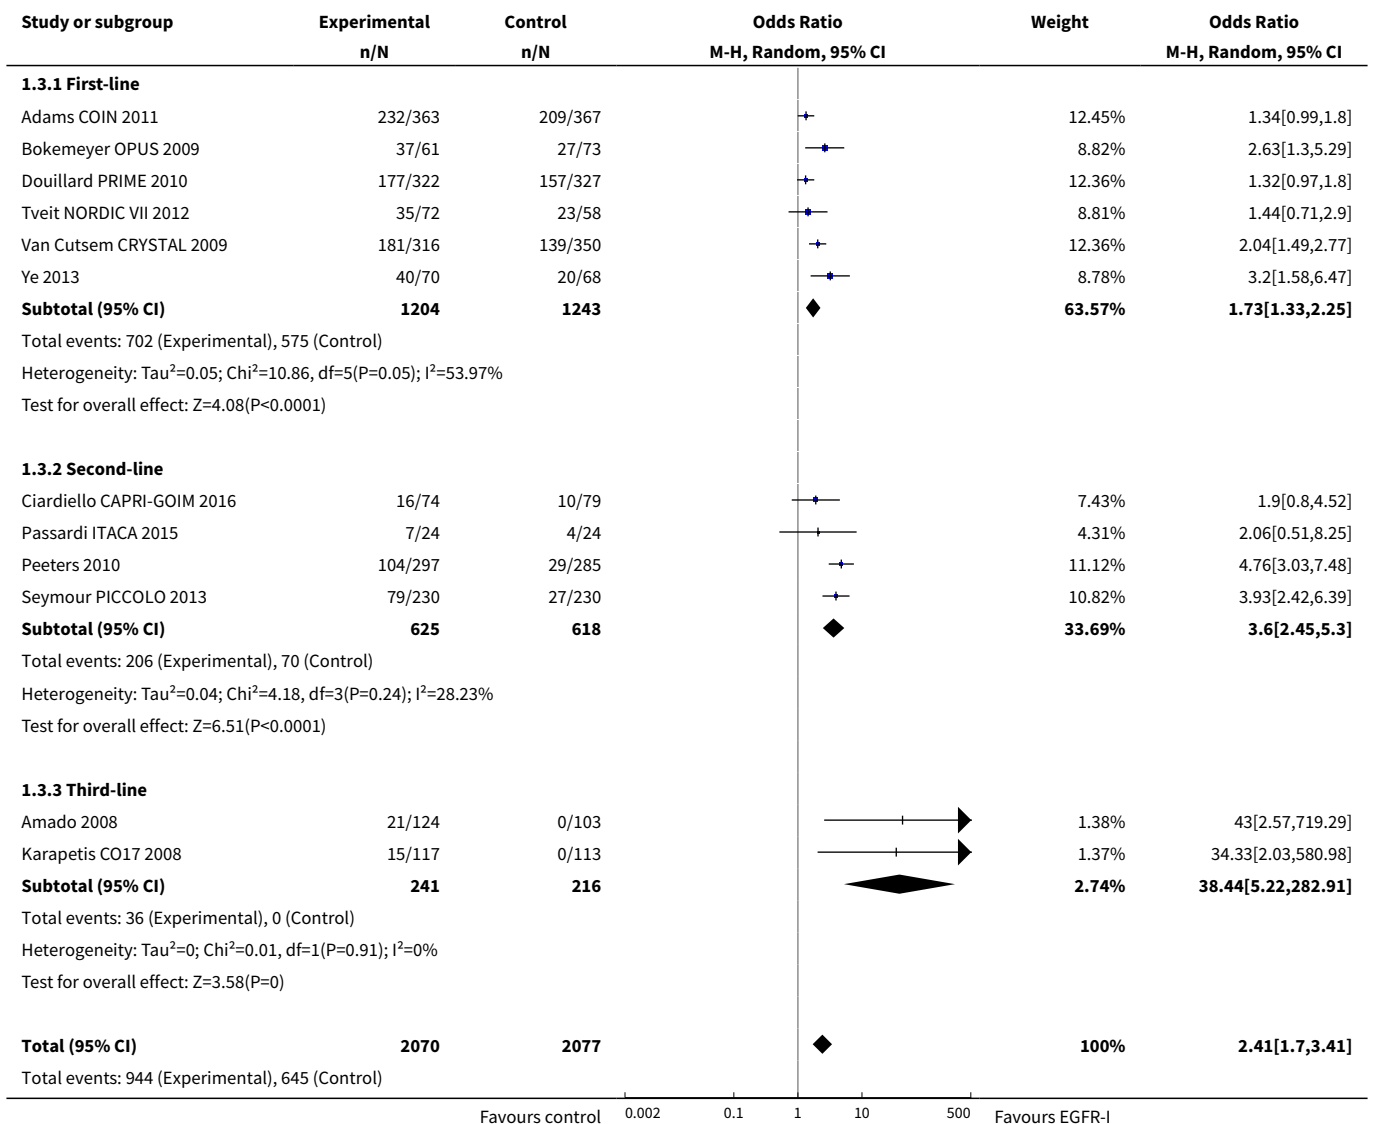 Study or subgroup Experimental Control Odds Ratio Weight Odds Ratio
n/N n/N M-H, Random, 95% CI M-H, Random, 95% CI
1.3.1 First-line
Adams COIN 2011 232/363 209/367 12.45% 1.34[0.99,1.8]
Bokemeyer OPUS 2009 37/61 27/73 8.82% 2.63[1.3,5.29]
Douillard PRIME 2010 177/322 157/327 12.36% 1.32[0.97,1.8]
Tveit NORDIC VII 2012 35/72 23/58 8.81% 1.44[0.71,2.9]
Van Cutsem CRYSTAL 2009 181/316 139/350 12.36% 2.04[1.49,2.77]
Ye 2013 40/70 20/68 8.78% 3.2[1.58,6.47]
Subtotal (95% CI) 1204 1243 63.57% 1.73[1.33,2.25]
Total events: 702 (Experimental), 575 (Control)
Heterogeneity: Tau²=0.05; Chi²=10.86, df=5(P=0.05); I²=53.97%
Test for overall effect: Z=4.08(P<0.0001)
1.3.2 Second-line
Ciardiello CAPRI-GOIM 2016 16/74 10/79 7.43% 1.9[0.8,4.52]
Passardi ITACA 2015 7/24 4/24 4.31% 2.06[0.51,8.25]
Peeters 2010 104/297 29/285 11.12% 4.76[3.03,7.48]
Seymour PICCOLO 2013 79/230 27/230 10.82% 3.93[2.42,6.39]
Subtotal (95% CI) 625 618 33.69% 3.6[2.45,5.3]
Total events: 206 (Experimental), 70 (Control)
Heterogeneity: Tau²=0.04; Chi²=4.18, df=3(P=0.24); I²=28.23%
Test for overall effect: Z=6.51(P<0.0001)
1.3.3 Third-line
Amado 2008 21/124 0/103 1.38% 43[2.57,719.29]
Karapetis CO17 2008 15/117 0/113 1.37% 34.33[2.03,580.98]
Subtotal (95% CI) 241 216 2.74% 38.44[5.22,282.91]
Total events: 36 (Experimental), 0 (Control)
Heterogeneity: Tau²=0; Chi²=0.01, df=1(P=0.91); I²=0%
Test for overall effect: Z=3.58(P=0)
Total (95% CI) 2070 2077 100% 2.41[1.7,3.41]
Total events: 944 (Experimental), 645 (Control)
Favours control 0.002 0.1 1 10 500 Favours EGFR-I